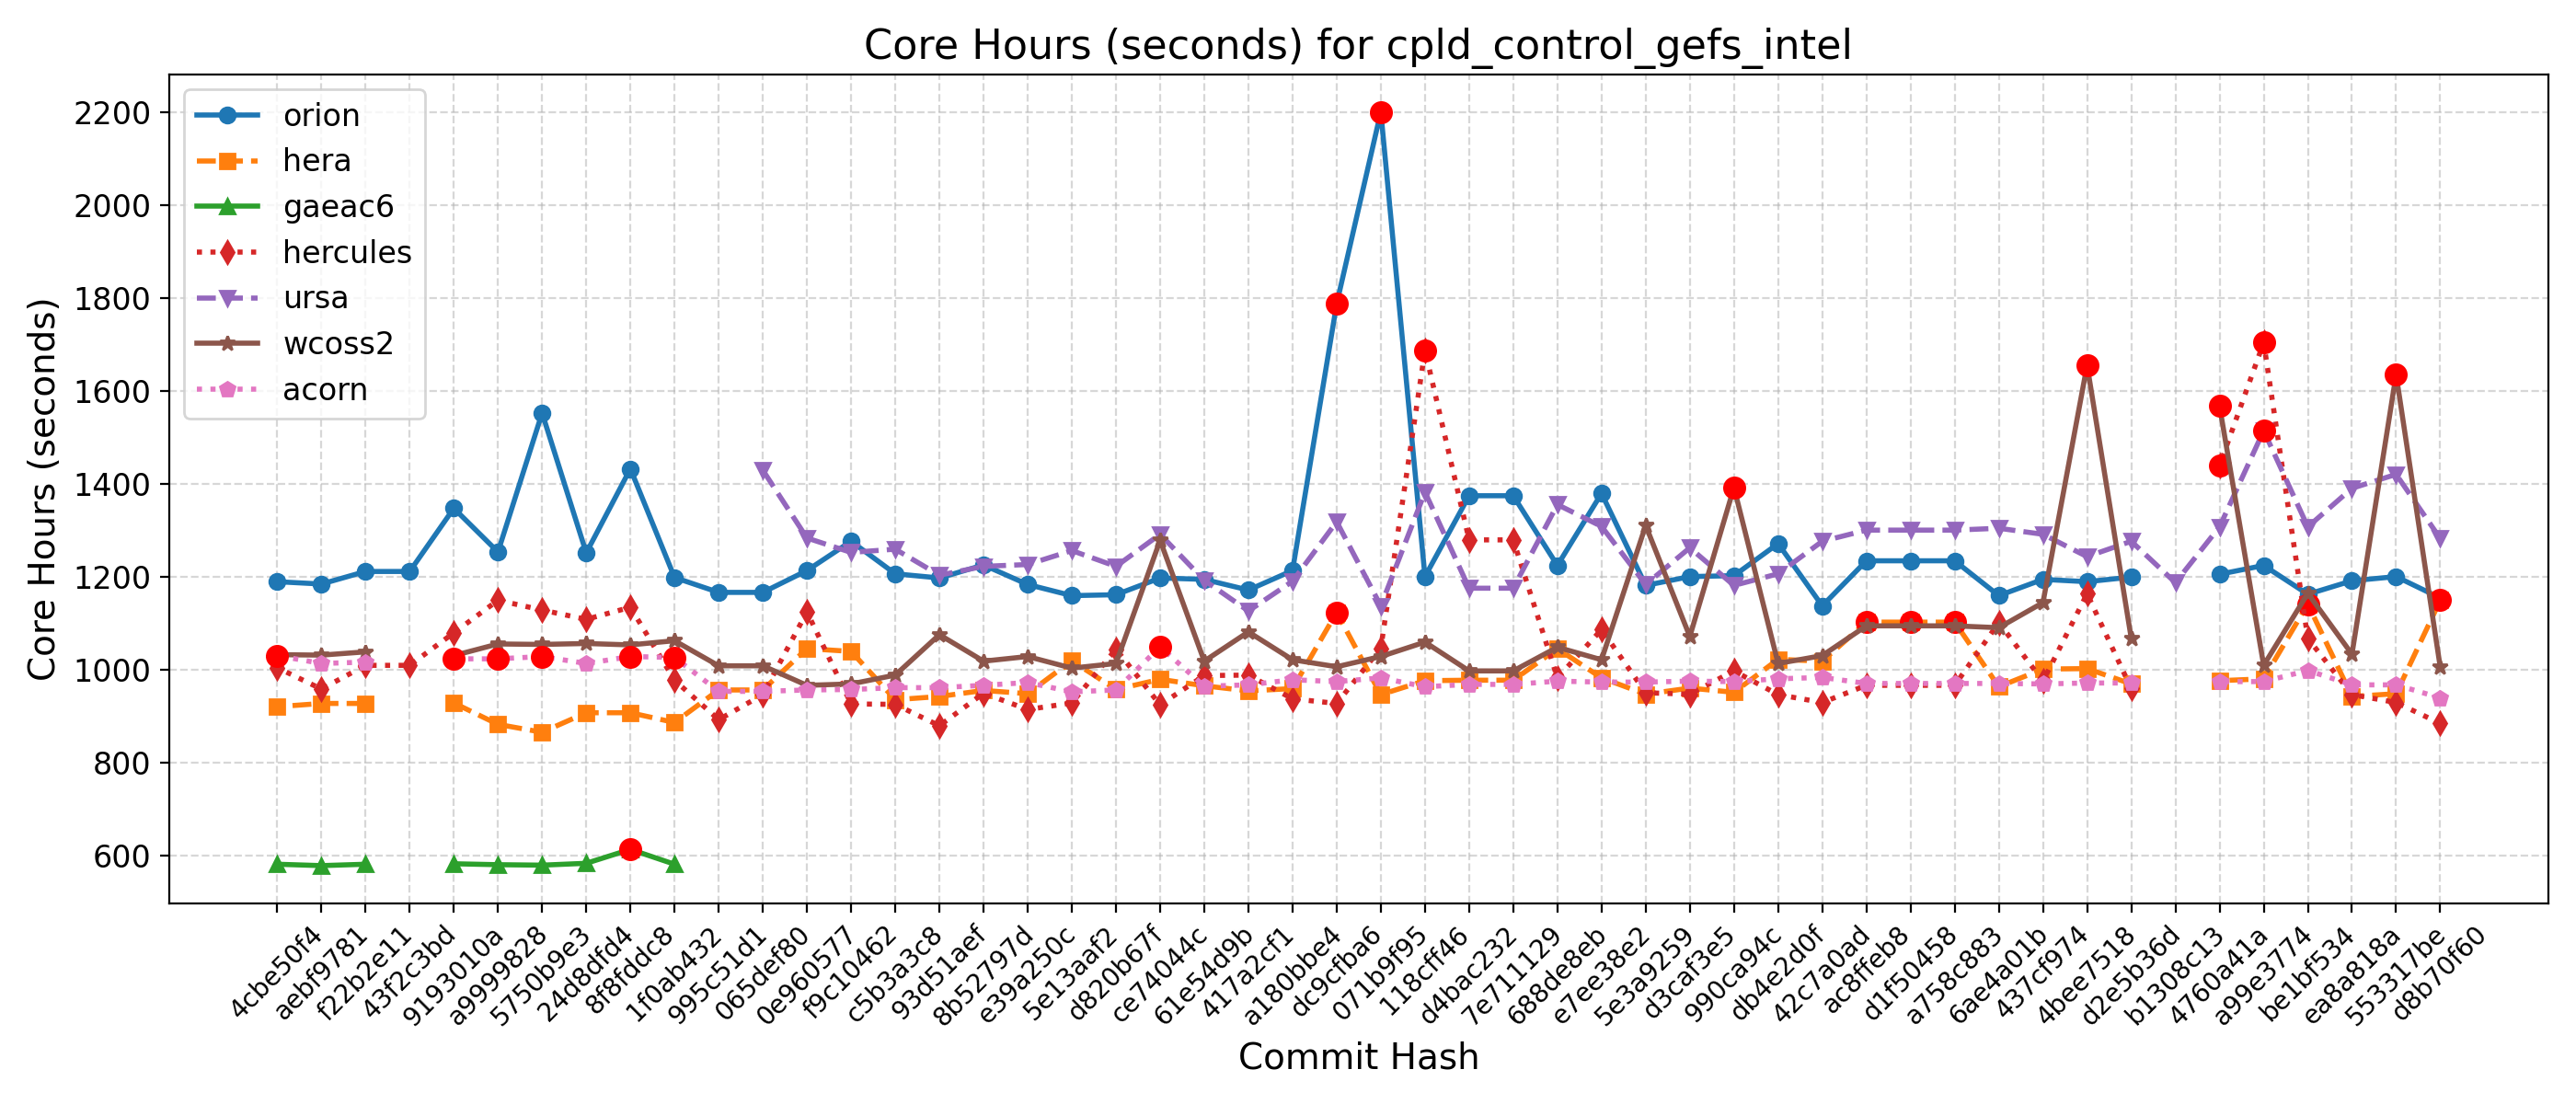 Core Hours (seconds) for cpld_control_gefs_intel
orion
hera
gaeac6
hercules
ursa
wcoss2
acorn
Core Hours (seconds)
2200
2000
1800
1600
1400
1200
1000
800
600
4cbe50f4
aebf9781
f22b2e11
43f2c3bd
9193010a
a9999828
5750b9e3
24d8dfd4
8f8fddc8
1f0ab432
995c51d1
065def80
0e960577
f9c10462
c5b3a3c8
93d51aef
8b52797d
e39a250c
5e13aaf2
d820b67f
ce74044c
61e54d9b
417a2cf1
a180bbe4
dc9cfba6
071b9f95
118cff46
d4bac232
7e711129
688de8eb
e7ee38e2
5e3a9259
d3caf3e5
990ca94c
db4e2d0f
42c7a0ad
ac8ffeb8
d1f50458
a758c883
6ae4a01b
437cf974
4bee7518
d2e5b36d
b1308c13
4760a41a
a99e3774
be1bf534
ea8a818a
553317be
d8b70f60
Commit Hash